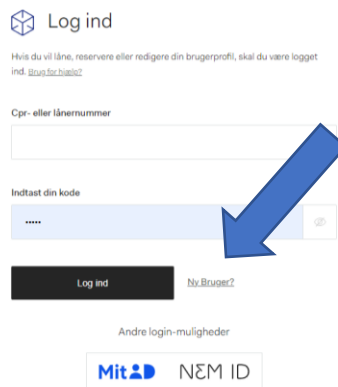 Log ind
Hvis du vil låne, reservere eller redigere din brugerprofil, skal du være logget
ind. Brug for hjælp?
Cpr- eller lånernummer
Indtast din kode
•••••
Log ind
Ny Bruger?
Andre login-muligheder
MitID NEM ID